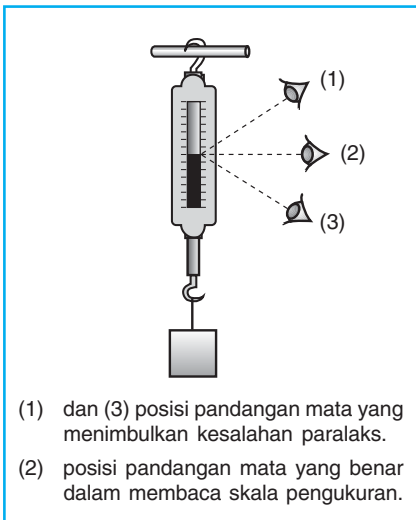 (1)
(2)
(3)
(1) dan (3) posisi pandangan mata yang
menimbulkan kesalahan paralaks.
(2) posisi pandangan mata yang benar
dalam membaca skala pengukuran.